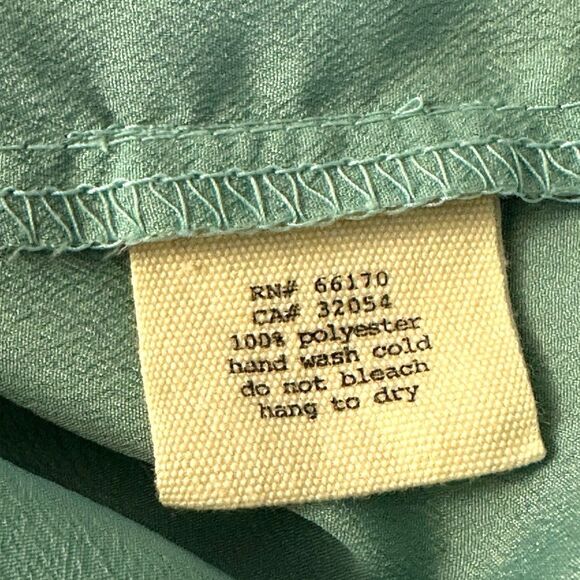 RN# 66170
CA# 32054
100% polyester
hand wash cold
do not bleach
hang to dry